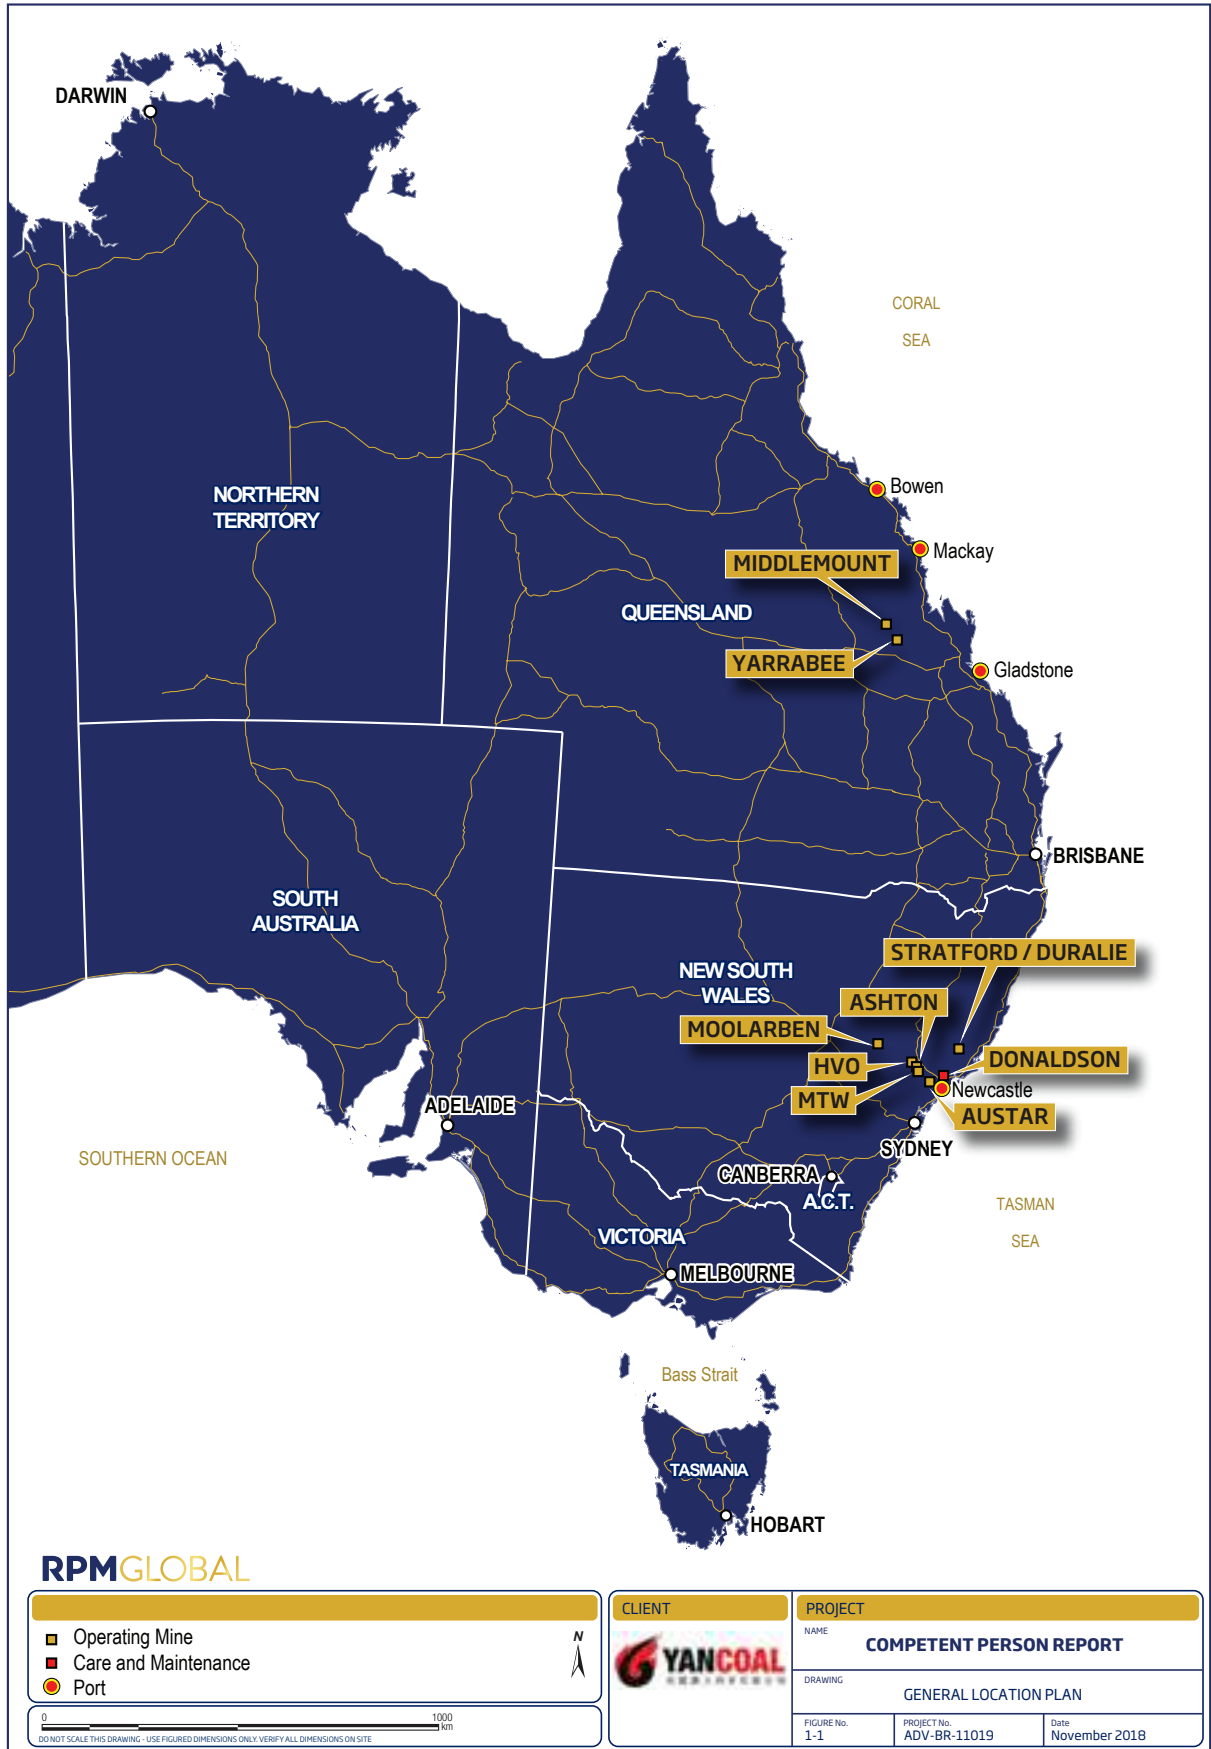 DARWIN
CORAL
SEA
NORTHERN
TERRITORY
Bowen
Mackay
MIDDLEMOUNT
QUEENSLAND
YARRABEE
Gladstone
BRISBANE
SOUTH
AUSTRALIA
STRATFORD / DURALIE
NEW SOUTH
WALES
ASHTON
MOOLARBEN
HVO
DONALDSON
MTW
Newcastle
AUSTAR
ADELAIDE
SYDNEY
SOUTHERN OCEAN
CANBERRA
A.C.T.
TASMAN
SEA
VICTORIA
MELBOURNE
Bass Strait
TASMANIA
HOBART
RPMGLOBAL
Operating Mine
Care and Maintenance
Port
N
0 1000
km
DO NOT SCALE THIS DRAWING - USE FIGURED DIMENSIONS ONLY. VERIFY ALL DIMENSIONS ON SITE
CLIENT
YANCOAL
PROJECT
NAME
COMPETENT PERSON REPORT
DRAWING
GENERAL LOCATION PLAN
FIGURE No.
1-1
PROJECT No.
ADV-BR-11019
Date
November 2018